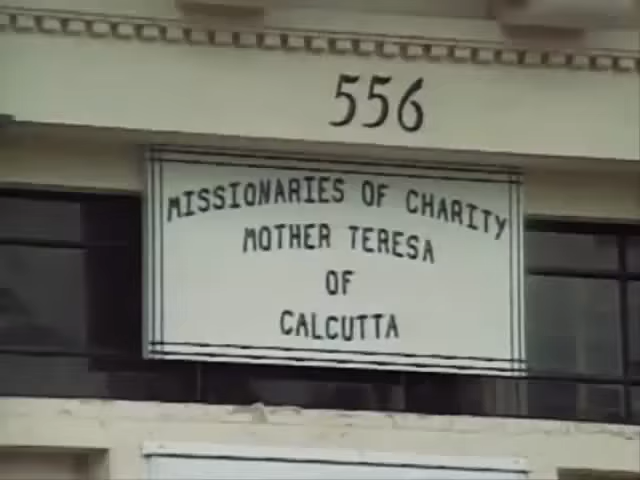 556
MISSIONARIES OF CHARITY
MOTHER TERESA
OF
CALCUTTA